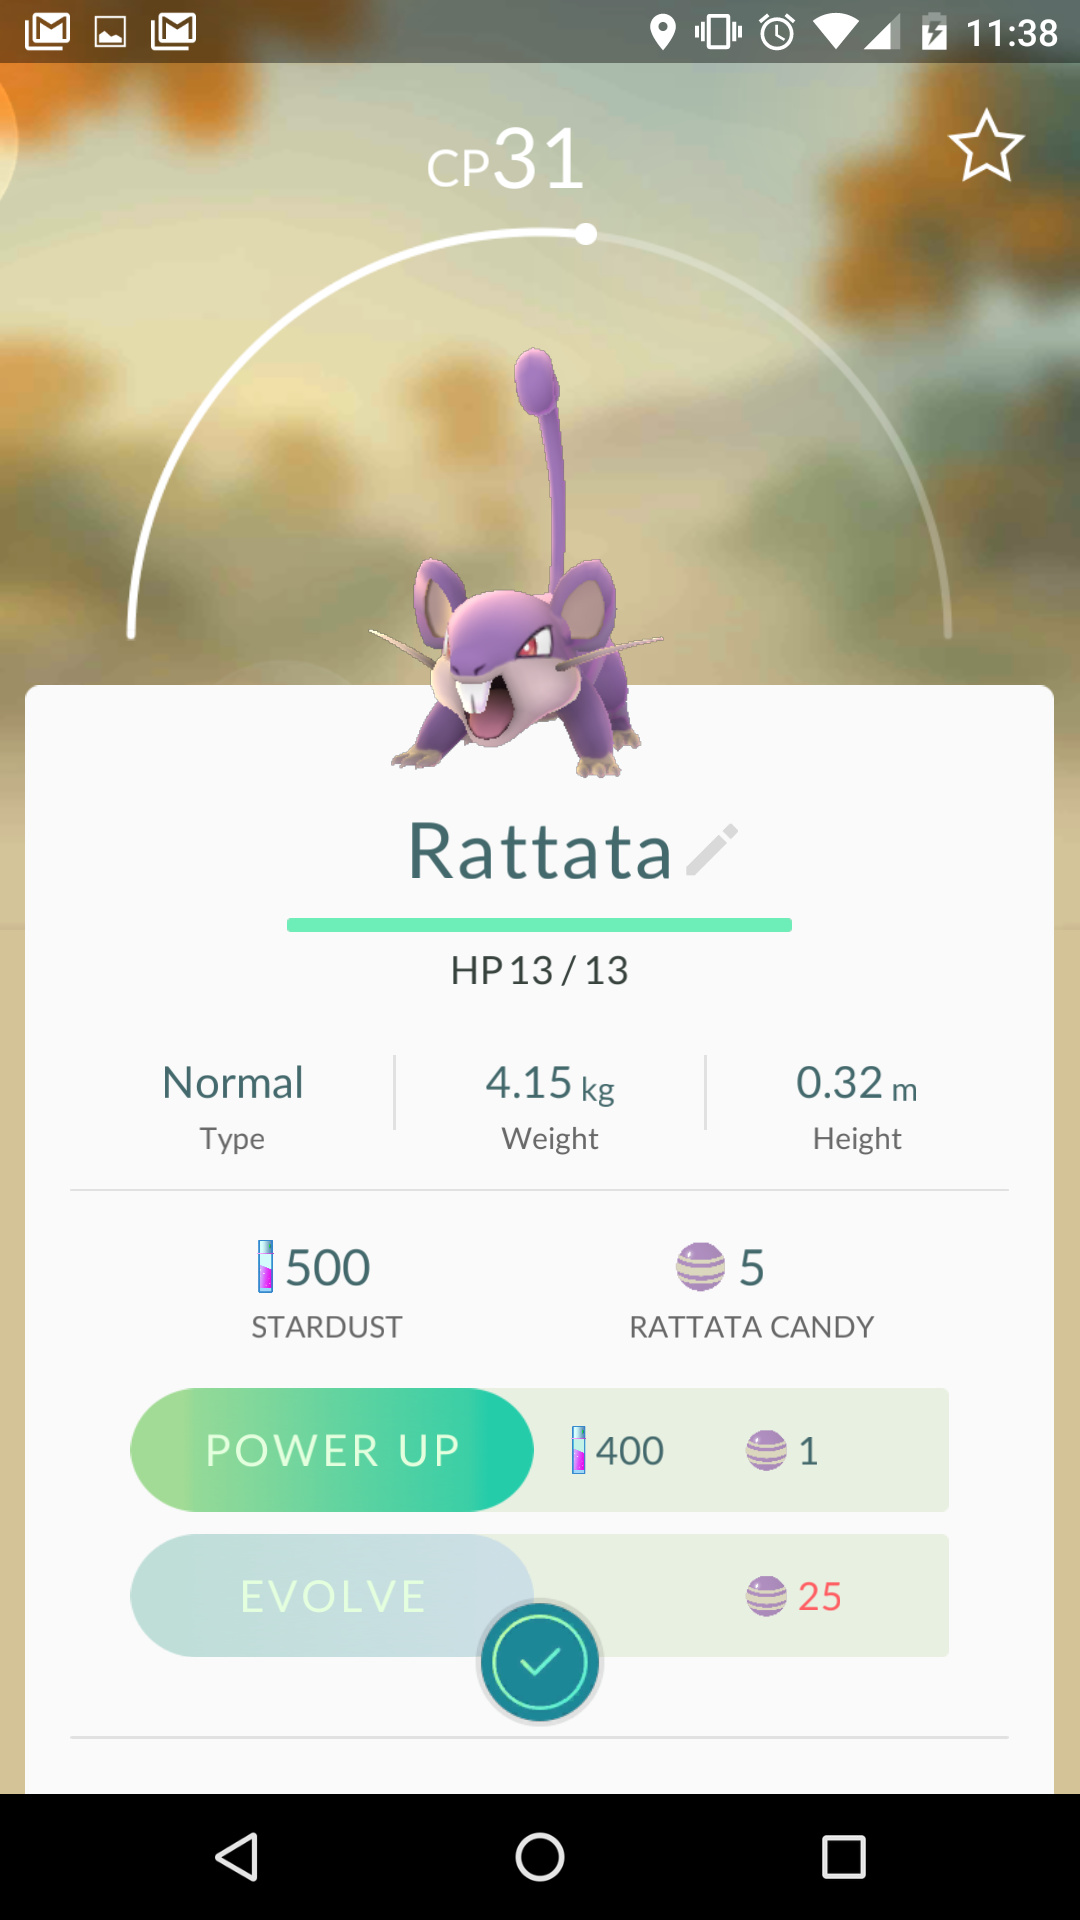 11:38
CP31
Rattata
HP 13 / 13
Normal
Type
4.15 kg
Weight
0.32 m
Height
500
STARDUST
5
RATTATA CANDY
POWER UP 400 1
EVOLVE 25